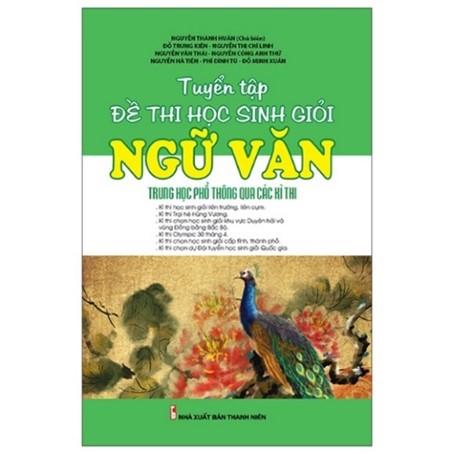 NGUYỄN THANH HUÂN (Chủ biên)
ĐỖ TRUNG KIÊN - NGUYỄN THỊ CHÍ LINH
NGUYỄN VĂN THÁI - NGUYỄN CÔNG ANH THỨ
NGUYỄN HÀ TIÊN - PHÍ ĐÌNH TÚ - ĐỖ MINH XUÂN
Tuyển tập
ĐỀ THI HỌC SINH GIỎI
NGỮ VĂN
TRUNG HỌC PHỔ THÔNG QUA CÁC KÌ THI
. Kì thi học sinh giỏi liên trường, liên cụm.
. Kì thi Trại hè Hùng Vương.
. Kì thi chọn học sinh giỏi khu vực Duyên hải và
vùng Đồng bằng Bắc Bộ.
. Kì thi Olympic 30 tháng 4.
. Kì thi chọn học sinh giỏi cấp tỉnh, thành phố.
. Kì thi chọn dự Đội tuyển học sinh giỏi Quốc gia.
NHÀ XUẤT BẢN THANH NIÊN